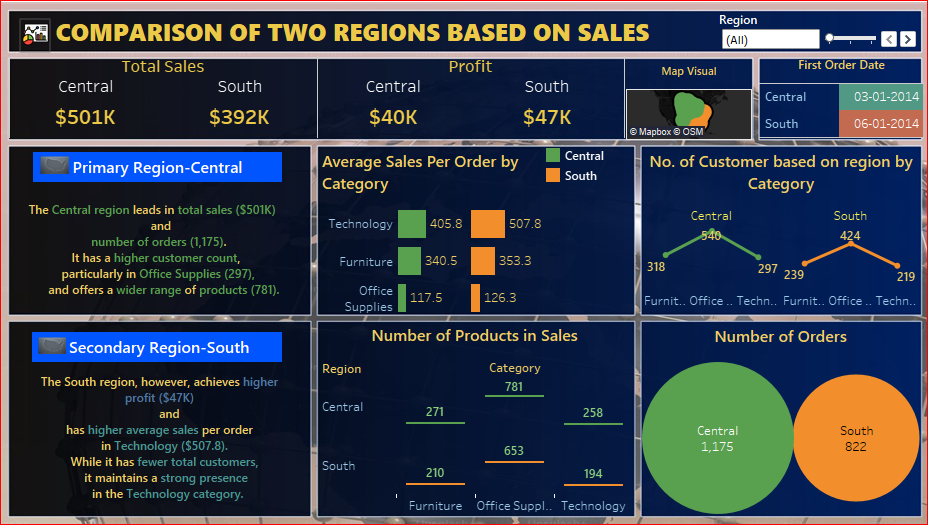 COMPARISON OF TWO REGIONS BASED ON SALES
Region
(All)
Total Sales
Central
South
$501K
$392K
Profit
Central
South
$40K
$47K
Map Visual
© Mapbox © OSM
First Order Date
Central
03-01-2014
South
06-01-2014
Primary Region-Central
The Central region leads in total sales ($501K)
and
number of orders (1,175).
It has a higher customer count,
particularly in Office Supplies (297),
and offers a wider range of products (781).
Average Sales Per Order by
Category
Central
South
Technology
405.8
507.8
Furniture
340.5
353.3
Office
Supplies
117.5
126.3
No. of Customer based on region by
Category
Central
South
540
424
318
297
239
219
Furnit..
Office ..
Techn..
Furnit..
Office ..
Techn..
Secondary Region-South
The South region, however, achieves higher
profit ($47K)
and
has higher average sales per order
in Technology ($507.8).
While it has fewer total customers,
it maintains a strong presence
in the Technology category.
Number of Products in Sales
Region
Category
Central
271
781
258
South
210
653
194
Furniture
Office Suppl..
Technology
Number of Orders
Central
1,175
South
822